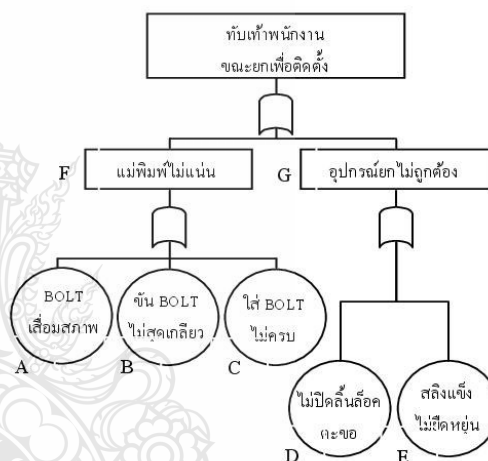 ทับเท้าพนักงาน
ขณะยกเพื่อติดตั้ง
F
แม่พิมพ์ไม่แน่น
G
อุปกรณ์ยกไม่ถูกต้อง
BOLT
เสื่อมสภาพ
A
ขัน BOLT
ไม่สุดเกลียว
B
ใส่ BOLT
ไม่ครบ
C
ไม่ปิดลิ้นล็อค
ตะขอ
D
สลิงแข็ง
ไม่ยืดหยุ่น
E